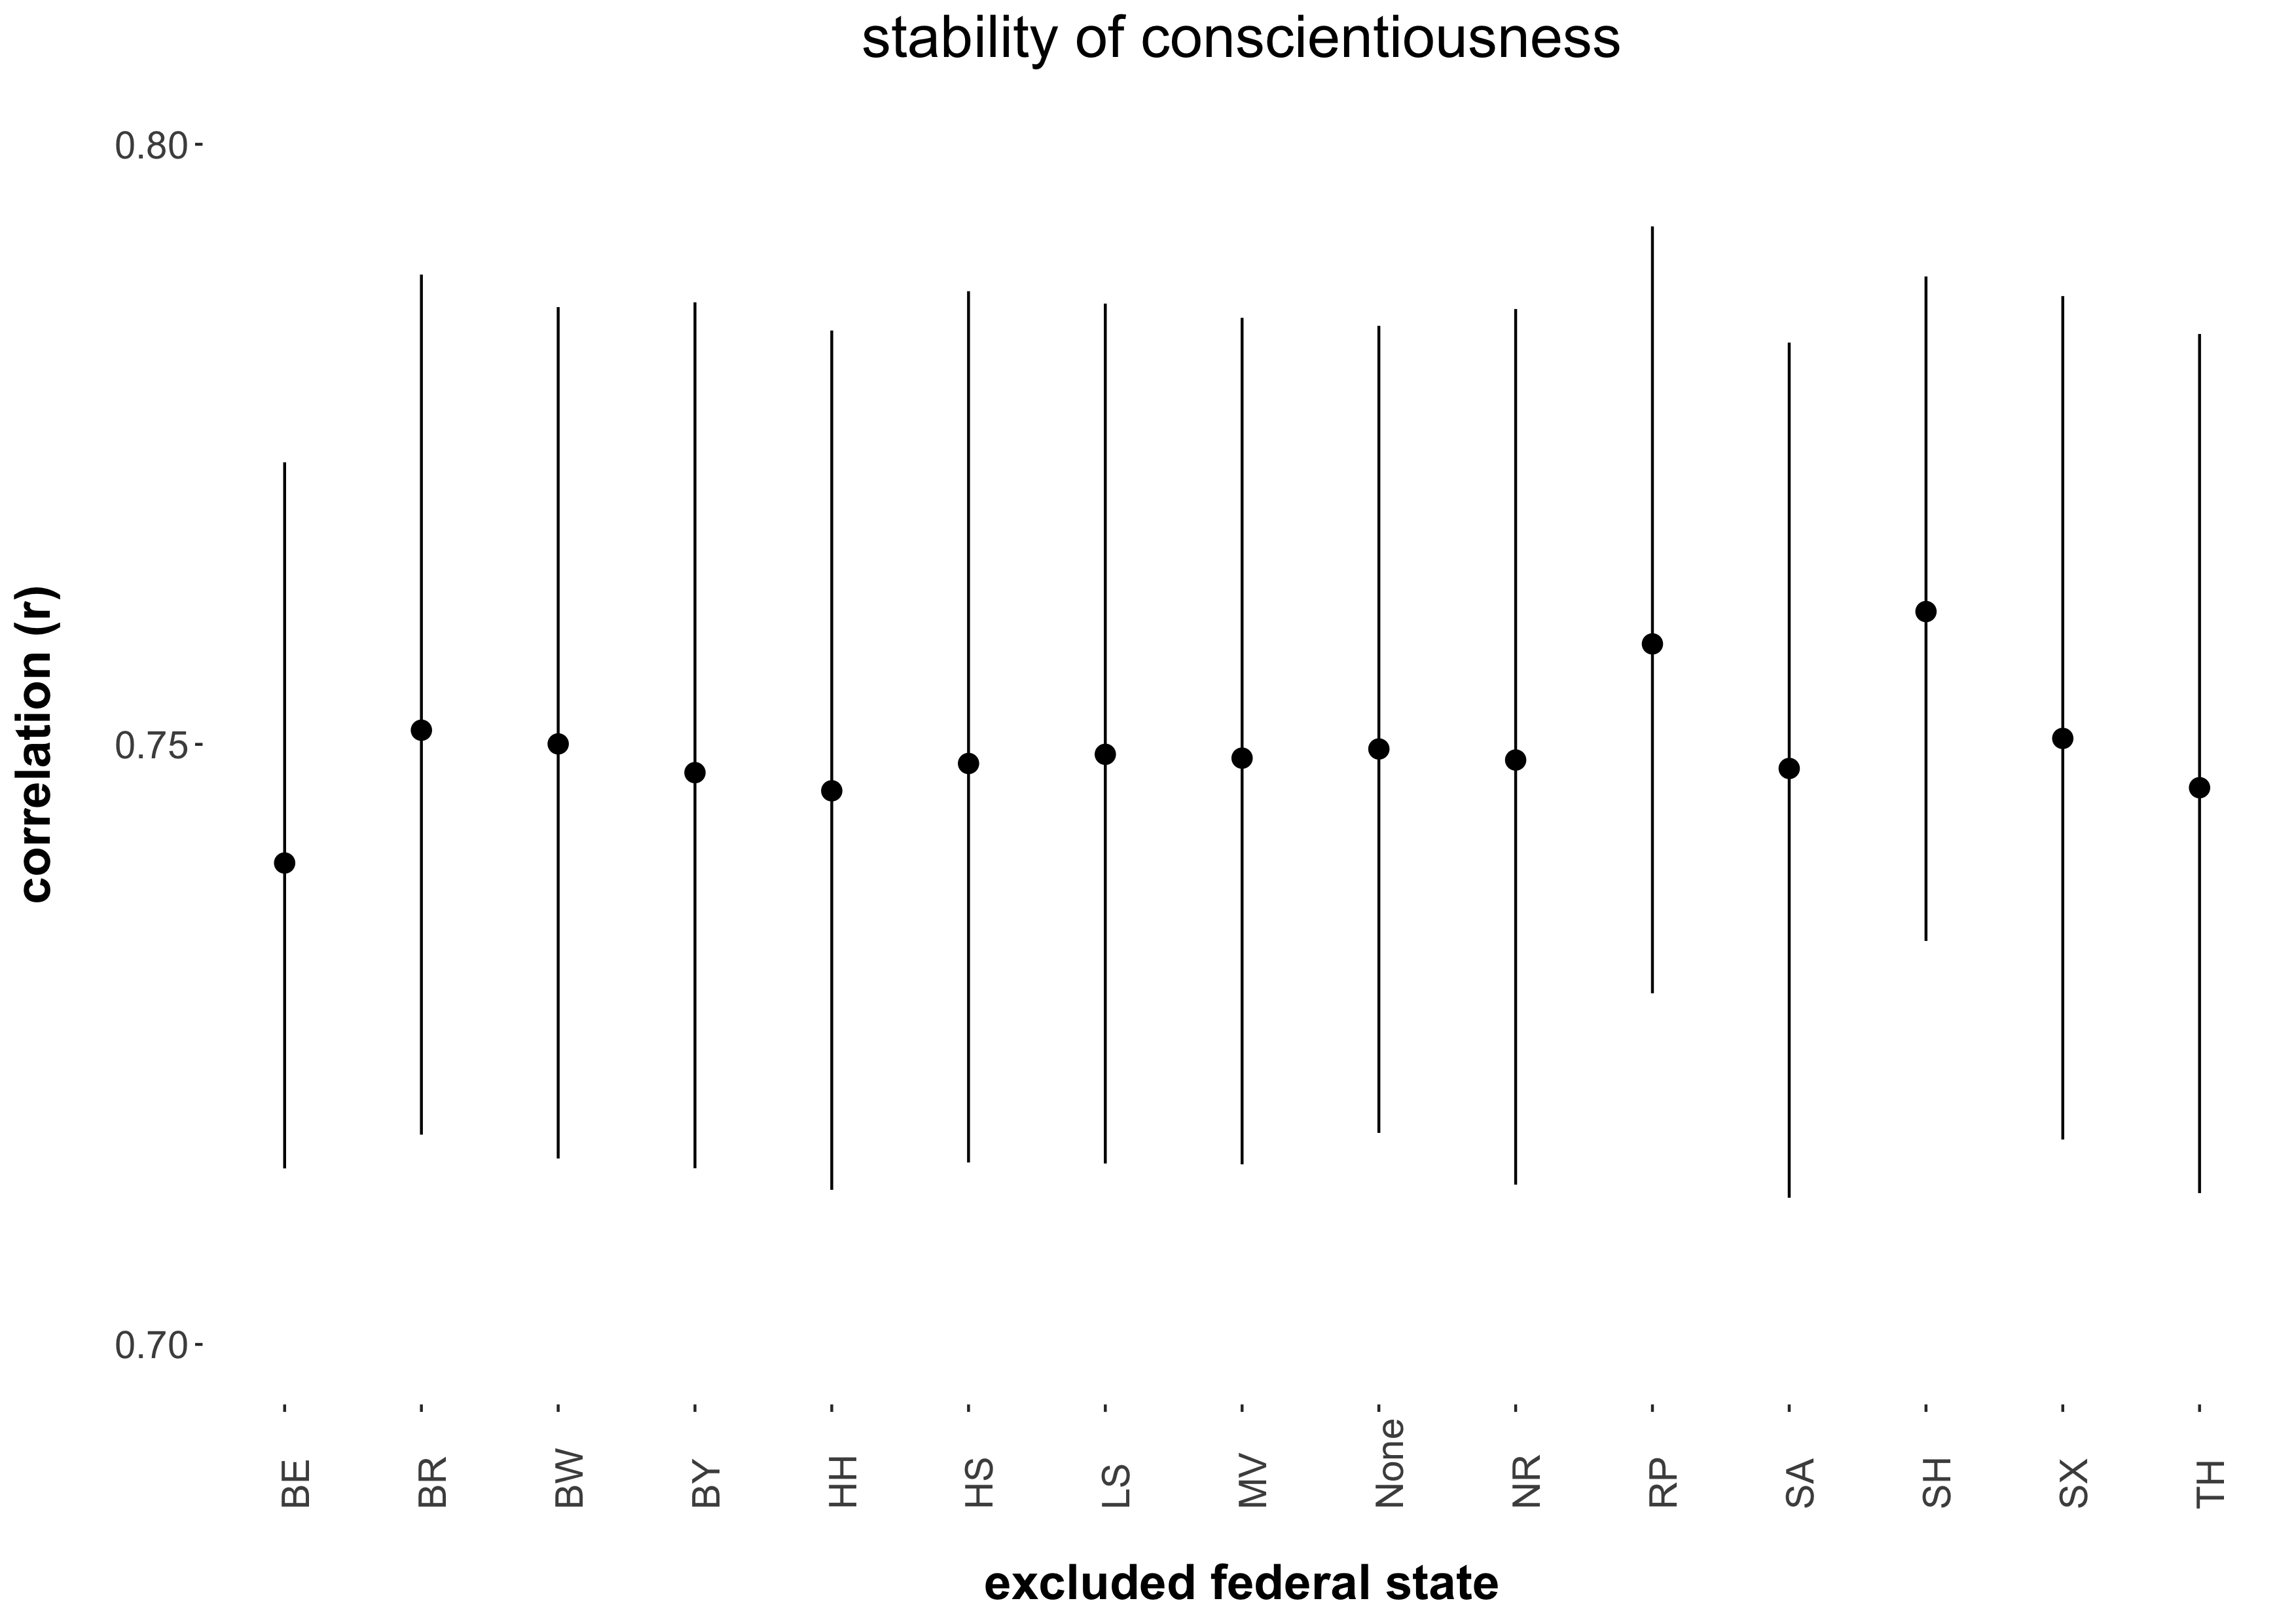 stability of conscientiousness
correlation (r)
0.80
0.75
0.70
BE
BR
BW
BY
HH
HS
LS
MV
None
NR
RP
SA
SH
SX
TH
excluded federal state